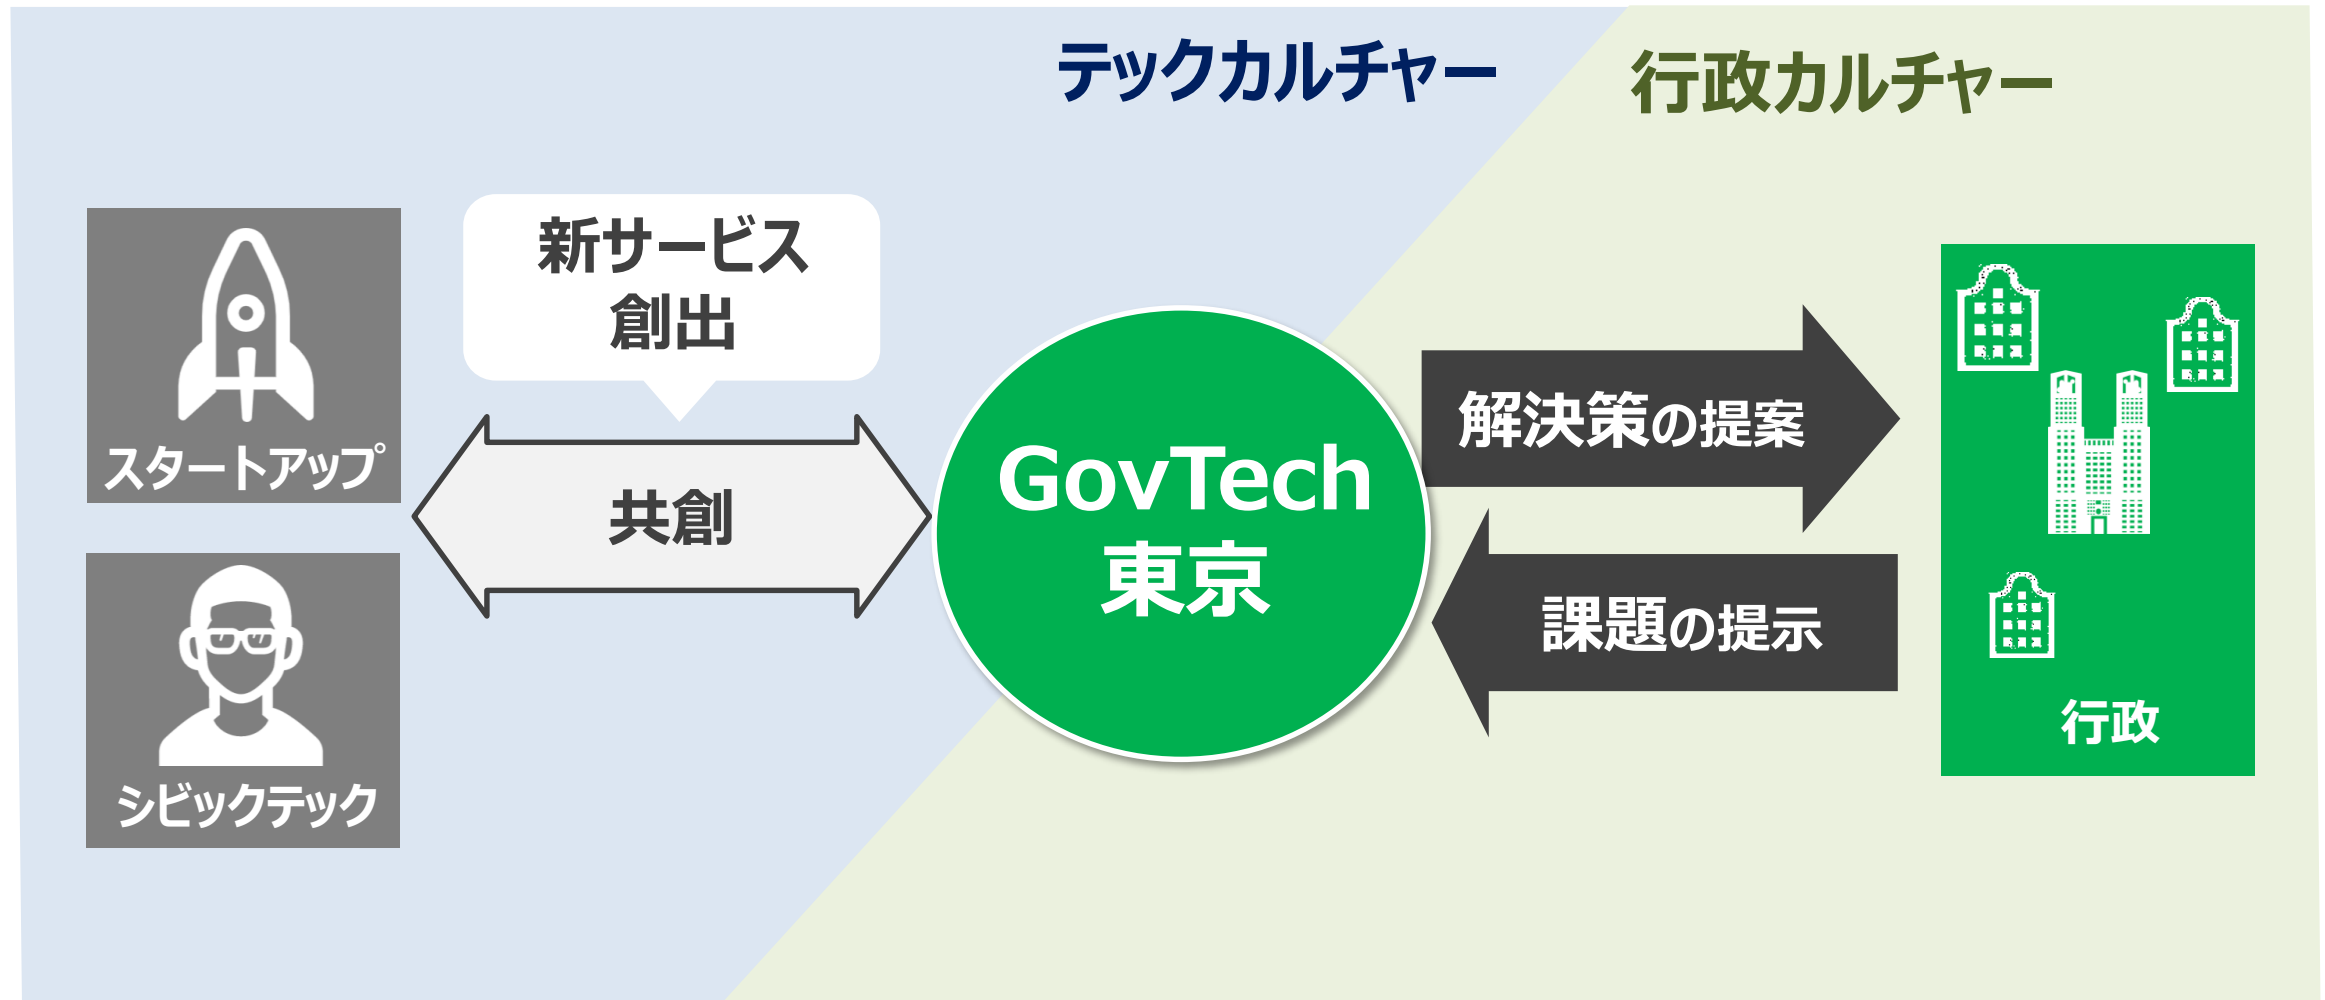 テックカルチャー
行政カルチャー
新サービス
創出
スタートアップ
共創
シビックテック
GovTech
東京
解決策の提案
課題の提示
行政